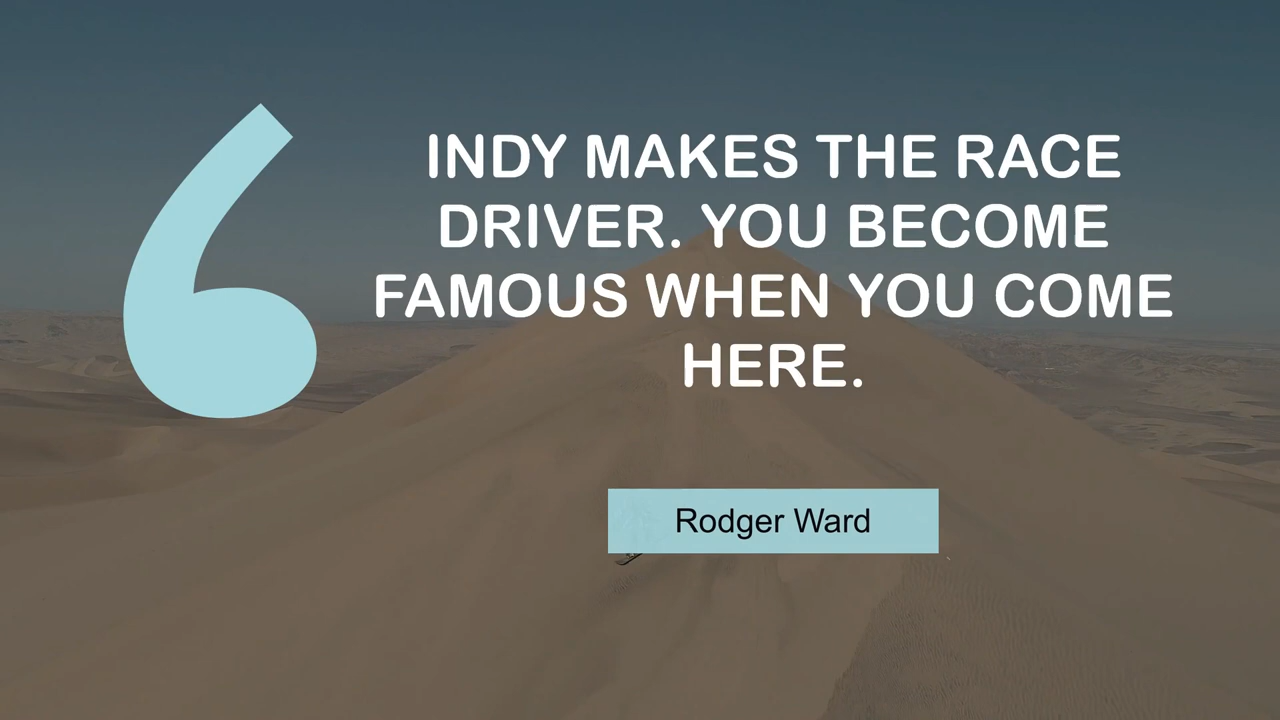 INDY MAKES THE RACE
DRIVER. YOU BECOME
FAMOUS WHEN YOU COME
HERE.
Rodger Ward